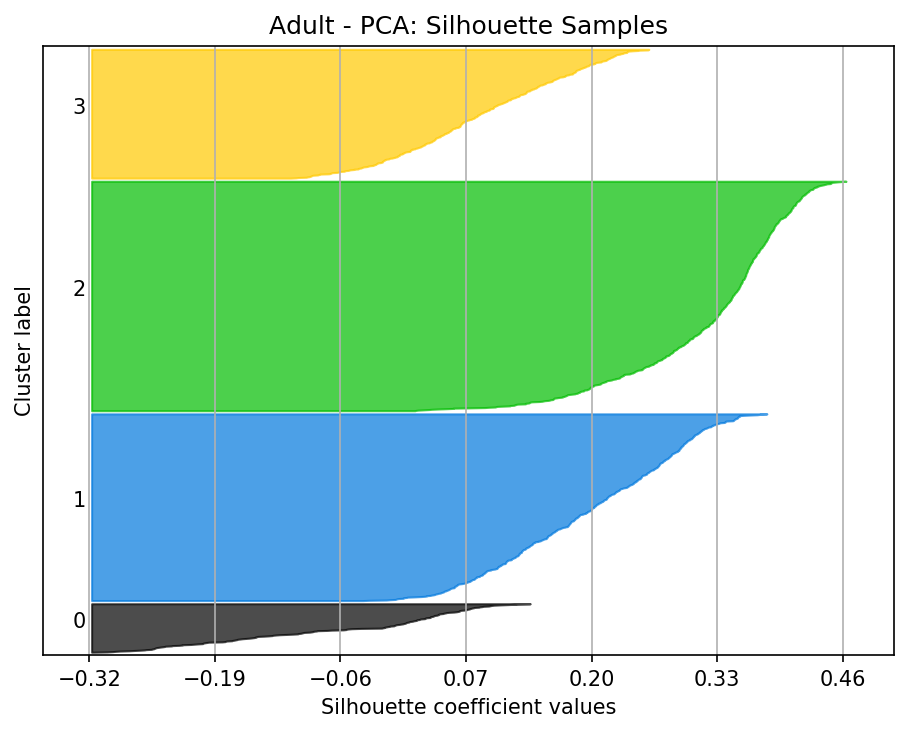 Adult - PCA: Silhouette Samples
3
2
1
0
Cluster label
−0.32 −0.19 −0.06 0.07 0.20 0.33 0.46
Silhouette coefficient values